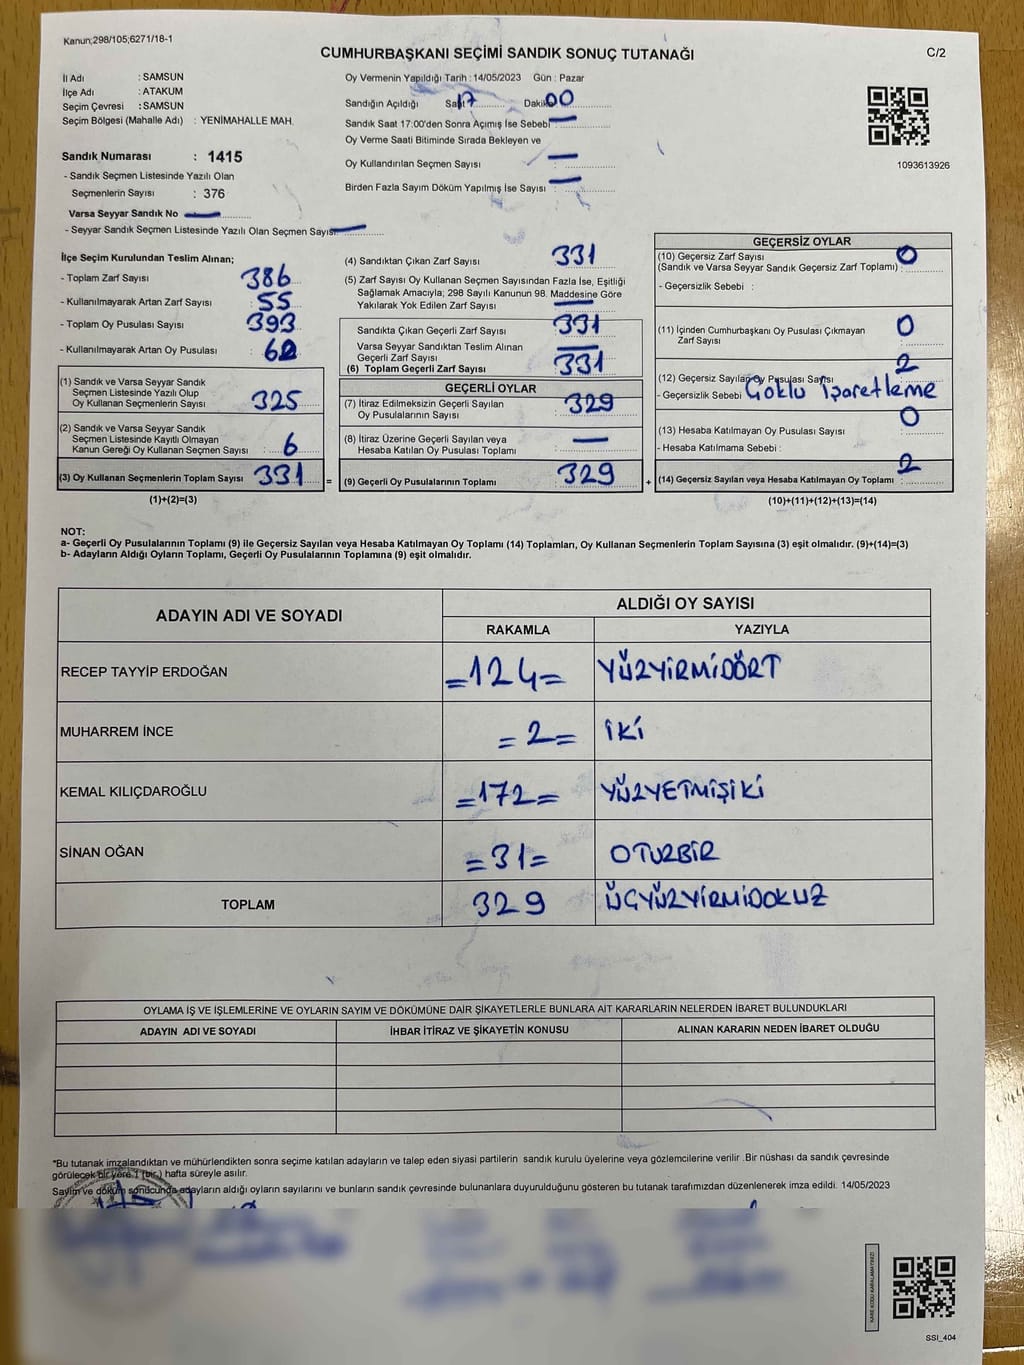 Kanun;298/105;6271/18-1
CUMHURBAŞKANI SEÇİMİ SANDIK SONUÇ TUTANAĞI
C/2
İl Adı : SAMSUN
İlçe Adı : ATAKUM
Seçim Çevresi : SAMSUN
Seçim Bölgesi (Mahalle Adı) : YENİMAHALLE MAH.
Sandık Numarası : 1415
- Sandık Seçmen Listesinde Yazılı Olan
Seçmenlerin Sayısı : 376
Varsa Seyyar Sandık No —
- Seyyar Sandık Seçmen Listesinde Yazılı Olan Seçmen Sayısı: —
Oy Vermenin Yapıldığı Tarih : 14/05/2023 Gün : Pazar
Sandığın Açıldığı Saat 17 Dakika 00
Sandık Saat 17:00'den Sonra Açımış İse Sebebi —
Oy Verme Saati Bitiminde Sırada Bekleyen ve
Oy Kullandırılan Seçmen Sayısı : —
Birden Fazla Sayım Döküm Yapılmış İse Sayısı : —
1093613926
İlçe Seçim Kurulundan Teslim Alınan;
- Toplam Zarf Sayısı 386
- Kullanılmayarak Artan Zarf Sayısı : 55
- Toplam Oy Pusulası Sayısı 393
- Kullanılmayarak Artan Oy Pusulası : 62
(1) Sandık ve Varsa Seyyar Sandık
Seçmen Listesinde Yazılı Olup
Oy Kullanan Seçmenlerin Sayısı 325
(2) Sandık ve Varsa Seyyar Sandık
Seçmen Listesinde Kayıtlı Olmayan
Kanun Gereği Oy Kullanan Seçmen Sayısı 6
(3) Oy Kullanan Seçmenlerin Toplam Sayısı 331 =
(1)+(2)=(3)
(4) Sandıktan Çıkan Zarf Sayısı 331
(5) Zarf Sayısı Oy Kullanan Seçmen Sayısından Fazla İse, Eşitliği
Sağlamak Amacıyla; 298 Sayılı Kanunun 98. Maddesine Göre
Yakılarak Yok Edilen Zarf Sayısı —
Sandıkta Çıkan Geçerli Zarf Sayısı 331
Varsa Seyyar Sandıktan Teslim Alınan
Geçerli Zarf Sayısı —
(6) Toplam Geçerli Zarf Sayısı 331
GEÇERLİ OYLAR
(7) İtiraz Edilmeksizin Geçerli Sayılan
Oy Pusulalarının Sayısı 329
(8) İtiraz Üzerine Geçerli Sayılan veya
Hesaba Katılan Oy Pusulası Toplamı —
(9) Geçerli Oy Pusulalarının Toplamı 329 +
GEÇERSİZ OYLAR
(10) Geçersiz Zarf Sayısı
(Sandık ve Varsa Seyyar Sandık Geçersiz Zarf Toplamı) : 0
- Geçersizlik Sebebi :
(11) İçinden Cumhurbaşkanı Oy Pusulası Çıkmayan
Zarf Sayısı 0
(12) Geçersiz Sayılan Oy Pusulası Sayısı 2
- Geçersizlik Sebebi Çoklu İşaretleme
(13) Hesaba Katılmayan Oy Pusulası Sayısı 0
- Hesaba Katılmama Sebebi :
(14) Geçersiz Sayılan veya Hesaba Katılmayan Oy Toplamı : 2
(10)+(11)+(12)+(13)=(14)
NOT:
a- Geçerli Oy Pusulalarının Toplamı (9) ile Geçersiz Sayılan veya Hesaba Katılmayan Oy Toplamı (14) Toplamları, Oy Kullanan Seçmenlerin Toplam Sayısına (3) eşit olmalıdır. (9)+(14)=(3)
b- Adayların Aldığı Oyların Toplamı, Geçerli Oy Pusulalarının Toplamına (9) eşit olmalıdır.
ADAYIN ADI VE SOYADI ALDIĞI OY SAYISI
RAKAMLA YAZIYLA
RECEP TAYYİP ERDOĞAN =124= YÜZYİRMİDÖRT
MUHARREM İNCE =2= İKİ
KEMAL KILIÇDAROĞLU =172= YÜZYETMİŞİKİ
SİNAN OĞAN =31= OTUZBİR
TOPLAM 329 ÜÇYÜZYİRMİDOKUZ
OYLAMA İŞ VE İŞLEMLERİNE VE OYLARIN SAYIM VE DÖKÜMÜNE DAİR ŞİKAYETLERLE BUNLARA AİT KARARLARIN NELERDEN İBARET BULUNDUKLARI
ADAYIN ADI VE SOYADI İHBAR İTİRAZ VE ŞİKAYETİN KONUSU ALINAN KARARIN NEDEN İBARET OLDUĞU
*Bu tutanak imzalandıktan ve mühürlendikten sonra seçime katılan adayların ve talep eden siyasi partilerin sandık kurulu üyelerine veya gözlemcilerine verilir .Bir nüshası da sandık çevresinde
görülecek bir yere 1 (bir.) hafta süreyle asılır.
Sayım ve döküm sonucunda adayların aldığı oyların sayılarını ve bunların sandık çevresinde bulunanlara duyurulduğunu gösteren bu tutanak tarafımızdan düzenlenerek imza edildi. 14/05/2023
KARE KODU KARALAMAYINIZ!
SSI_404